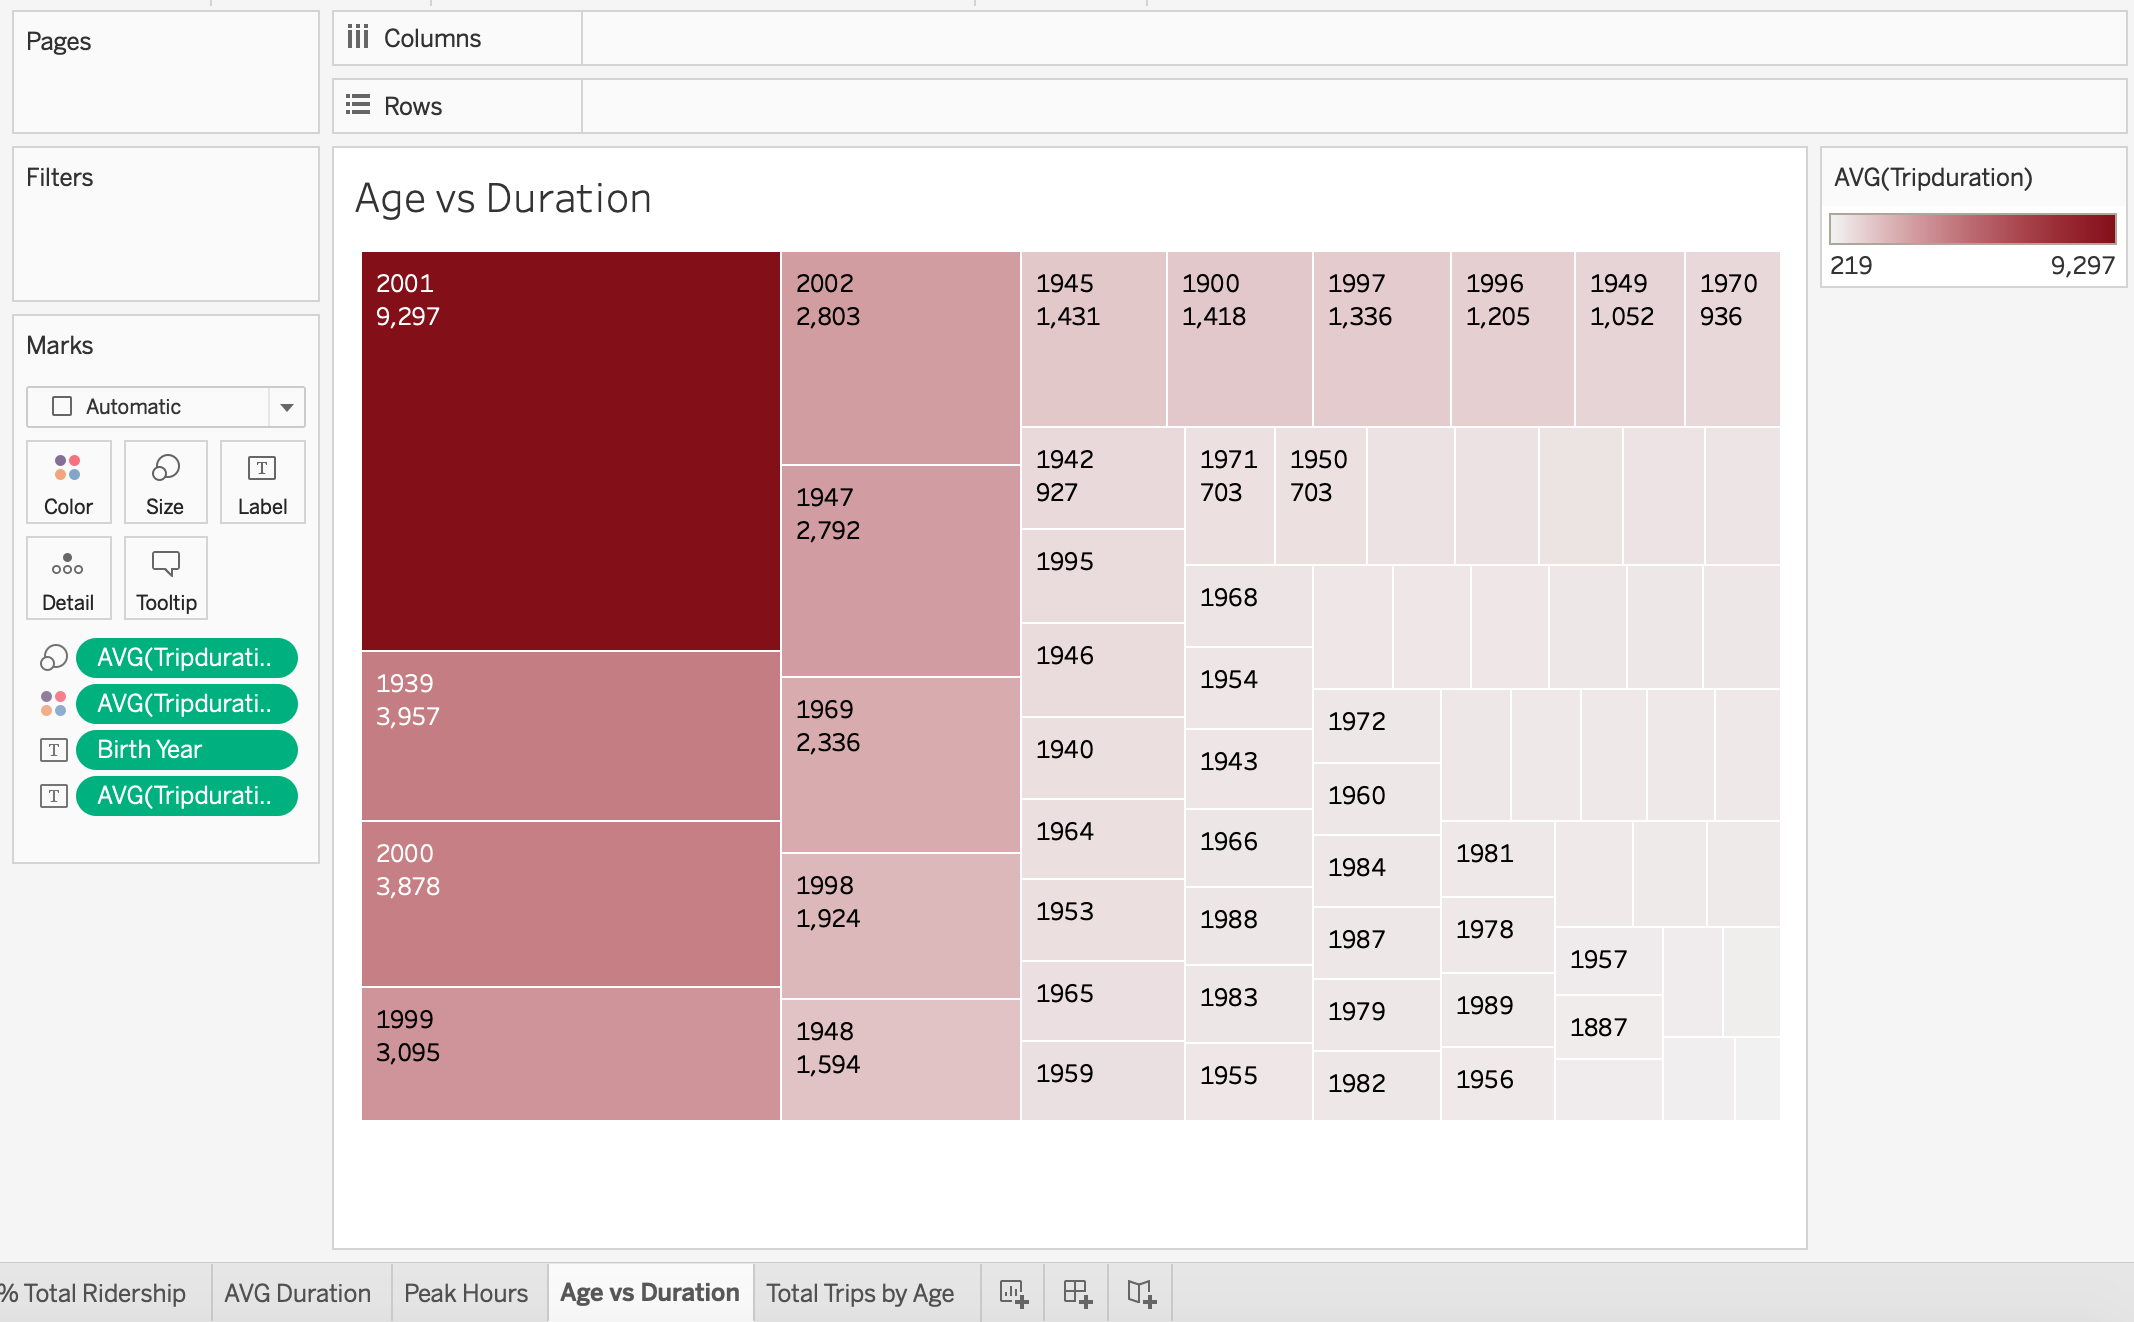 Pages
Columns
Rows
Filters
Marks
Automatic
Color
Size
T
Label
Detail
Tooltip
AVG(Tripdurati..
AVG(Tripdurati..
T
Birth Year
T
AVG(Tripdurati..
Age vs Duration
2001
9,297
1939
3,957
2000
3,878
1999
3,095
2002
2,803
1947
2,792
1969
2,336
1998
1,924
1948
1,594
1945
1,431
1900
1,418
1997
1,336
1996
1,205
1949
1,052
1970
936
1942
927
1995
1946
1940
1964
1953
1965
1959
1971
703
1950
703
1968
1954
1943
1966
1988
1983
1955
1972
1960
1984
1987
1979
1982
1981
1978
1989
1956
1957
1887
AVG(Tripduration)
219
9,297
% Total Ridership
AVG Duration
Peak Hours
Age vs Duration
Total Trips by Age